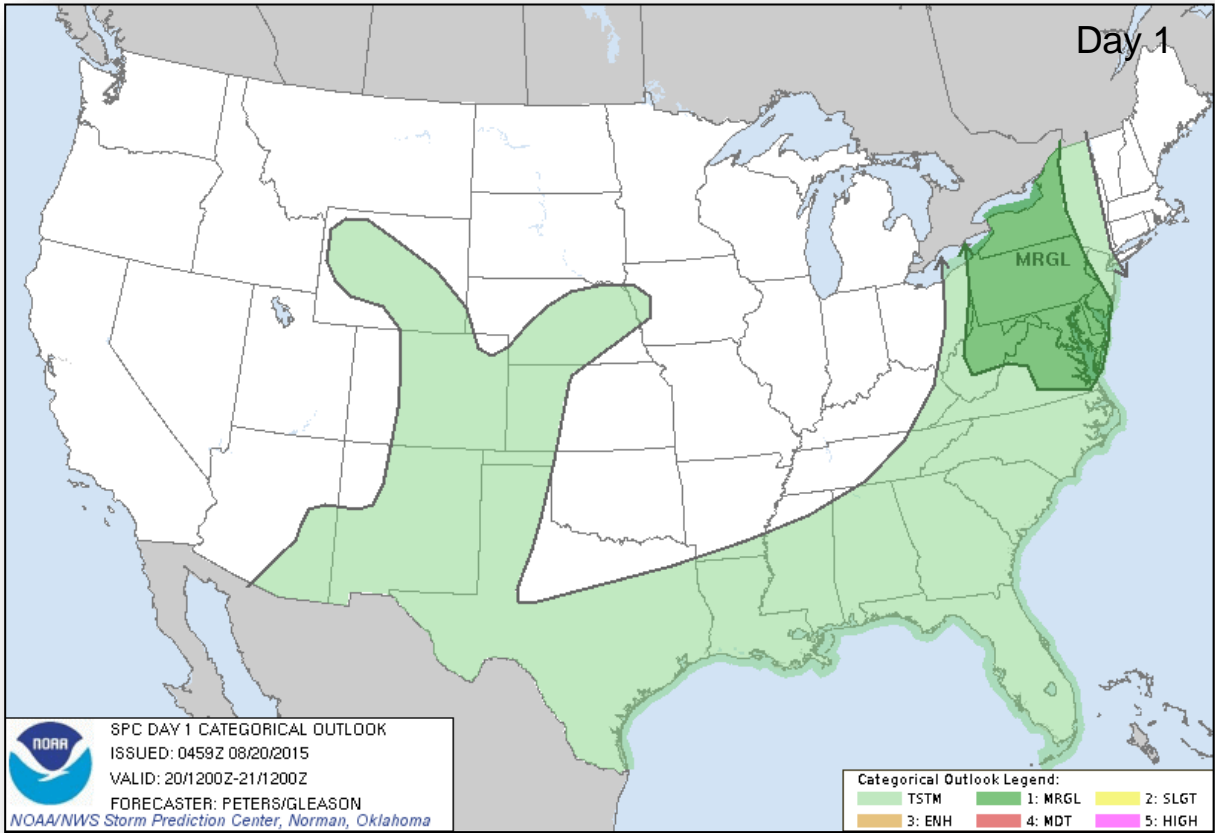 Day 1
MRGL
NOAA
SPC DAY 1 CATEGORICAL OUTLOOK
ISSUED: 0459Z 08/20/2015
VALID: 20/1200Z-21/1200Z
FORECASTER: PETERS/GLEASON
NOAA/NWS Storm Prediction Center, Norman, Oklahoma
Categorical Outlook Legend:
TSTM 1: MRGL 2: SLGT
3: ENH 4: MDT 5: HIGH